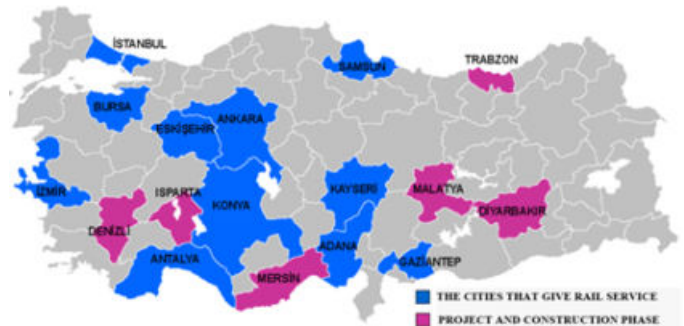 İSTANBUL
SAMSUN
TRABZON
BURSA
ANKARA
ESKİŞEHİR
İZMİR
ISPARTA
KONYA
KAYSERİ
MALATYA
DİYARBAKIR
DENİZLİ
ANTALYA
MERSİN
ADANA
GAZİANTEP
THE CITIES THAT GIVE RAIL SERVICE
PROJECT AND CONSTRUCTION PHASE